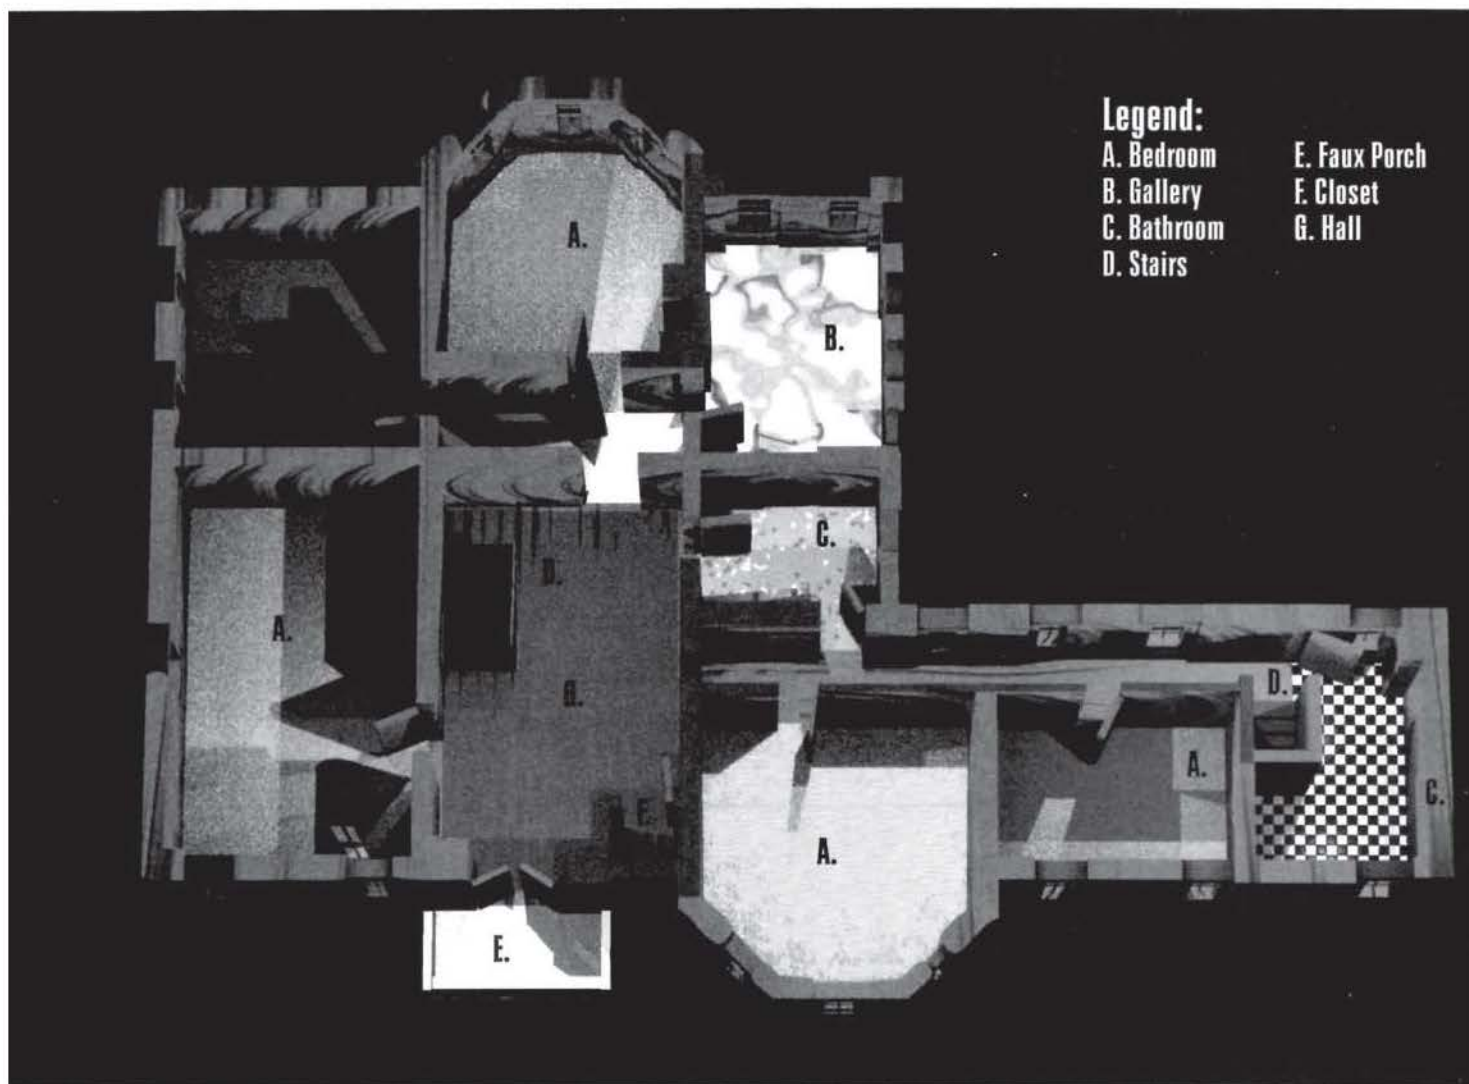 Legend:
A. Bedroom
B. Gallery
C. Bathroom
D. Stairs
E. Faux Porch
F. Closet
G. Hall
A.
B.
C.
D.
A.
D.
A.
C.
A.
E.